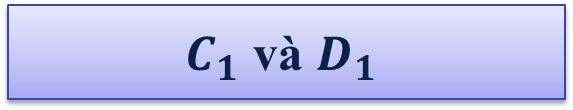 C₁ và D₁